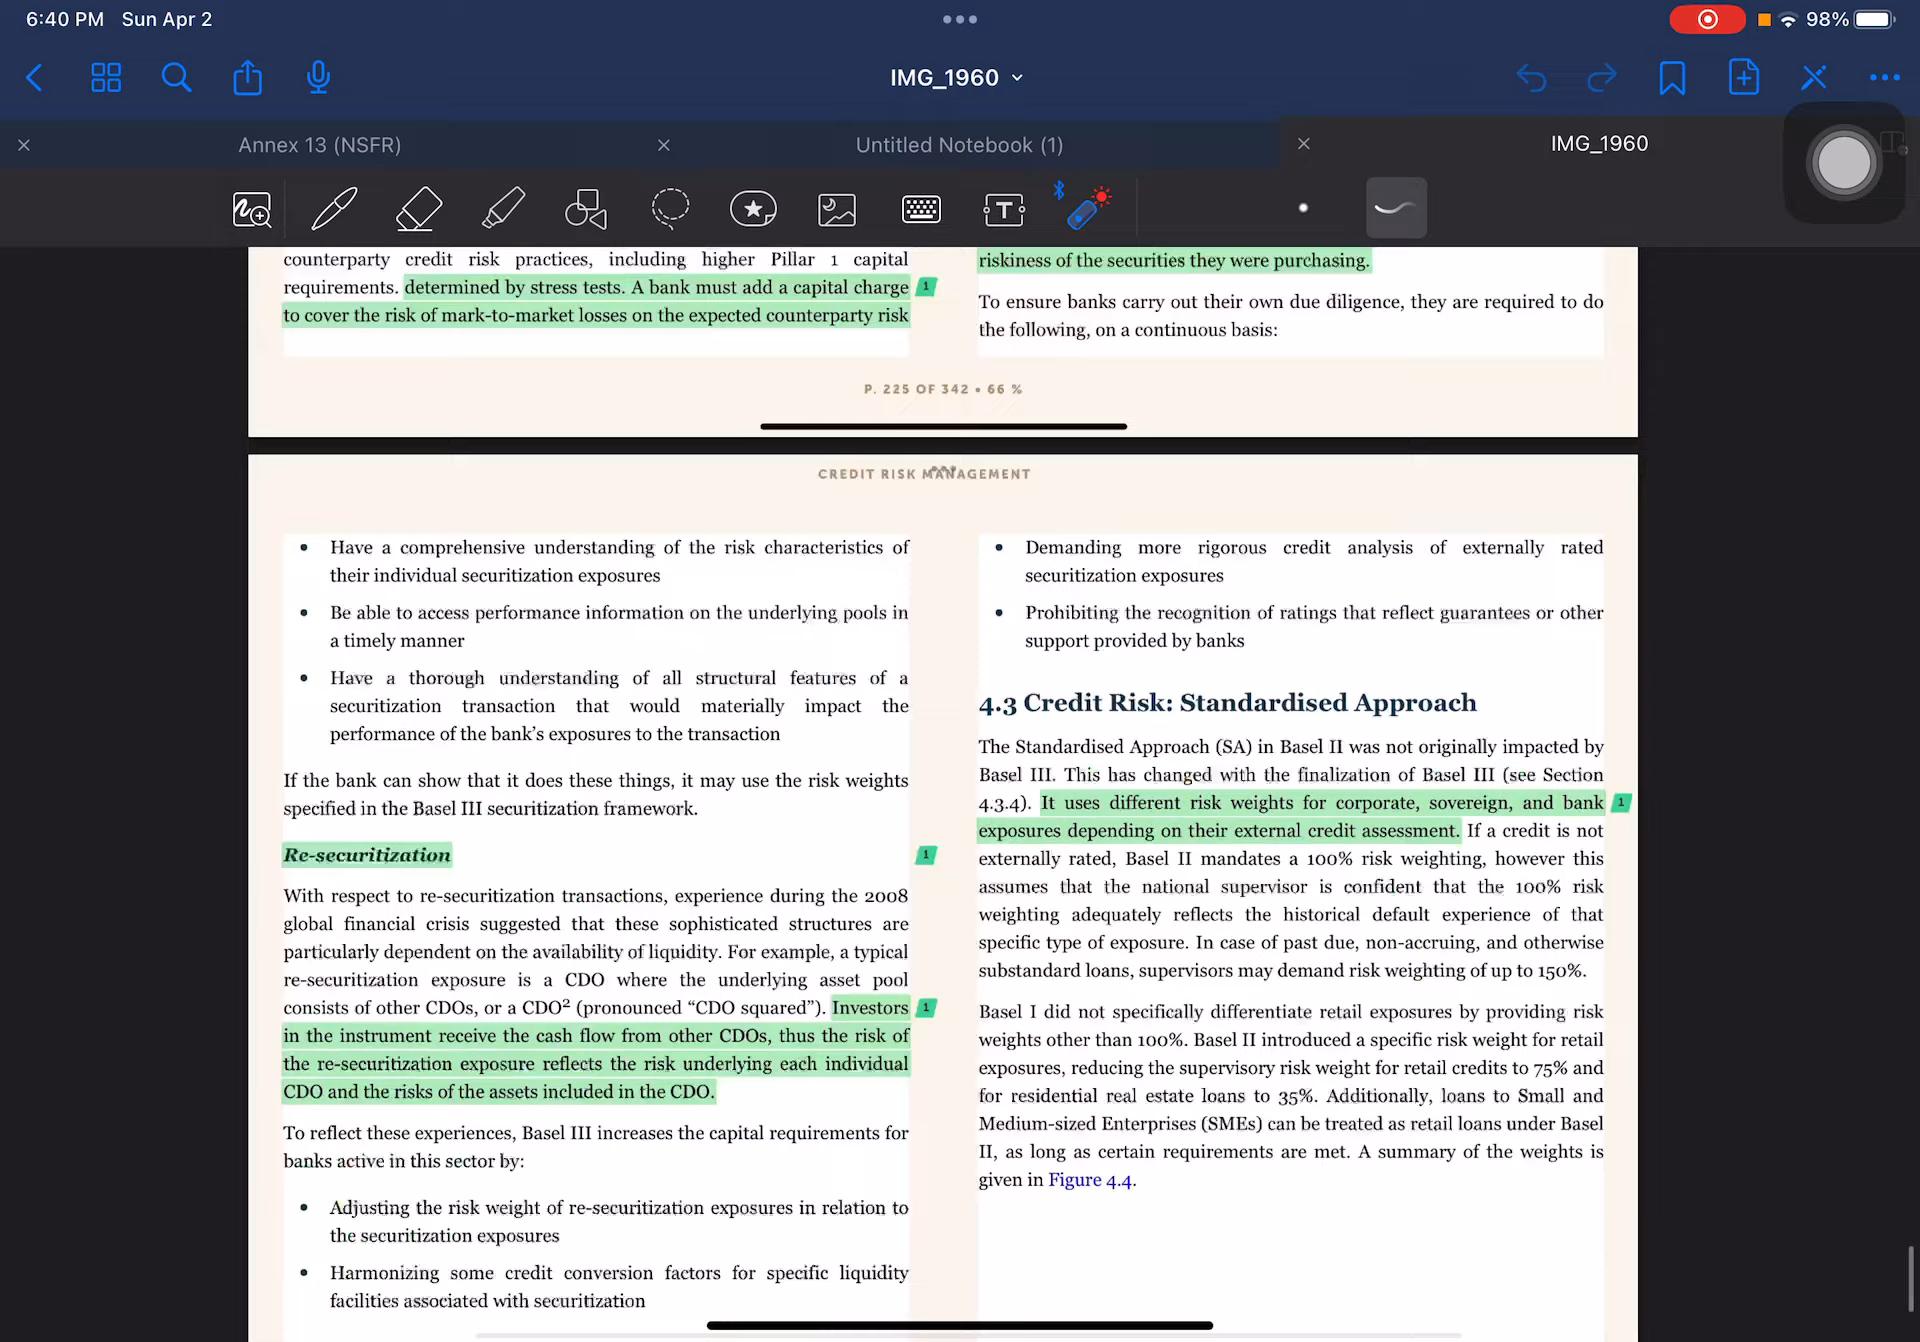 6:40 PM Sun Apr 2
98%
IMG_1960
Annex 13 (NSFR)
Untitled Notebook (1)
IMG_1960
counterparty credit risk practices, including higher Pillar 1 capital
requirements. determined by stress tests. A bank must add a capital charge
to cover the risk of mark-to-market losses on the expected counterparty risk
1
riskiness of the securities they were purchasing.
To ensure banks carry out their own due diligence, they are required to do
the following, on a continuous basis:
P. 225 OF 342 • 66 %
CREDIT RISK MANAGEMENT
• Have a comprehensive understanding of the risk characteristics of
their individual securitization exposures
• Be able to access performance information on the underlying pools in
a timely manner
• Have a thorough understanding of all structural features of a
securitization transaction that would materially impact the
performance of the bank's exposures to the transaction
If the bank can show that it does these things, it may use the risk weights
specified in the Basel III securitization framework.
Re-securitization
1
With respect to re-securitization transactions, experience during the 2008
global financial crisis suggested that these sophisticated structures are
particularly dependent on the availability of liquidity. For example, a typical
re-securitization exposure is a CDO where the underlying asset pool
consists of other CDOs, or a CDO² (pronounced “CDO squared”). Investors
1
in the instrument receive the cash flow from other CDOs, thus the risk of
the re-securitization exposure reflects the risk underlying each individual
CDO and the risks of the assets included in the CDO.
To reflect these experiences, Basel III increases the capital requirements for
banks active in this sector by:
• Adjusting the risk weight of re-securitization exposures in relation to
the securitization exposures
• Harmonizing some credit conversion factors for specific liquidity
facilities associated with securitization
• Demanding more rigorous credit analysis of externally rated
securitization exposures
• Prohibiting the recognition of ratings that reflect guarantees or other
support provided by banks
4.3 Credit Risk: Standardised Approach
The Standardised Approach (SA) in Basel II was not originally impacted by
Basel III. This has changed with the finalization of Basel III (see Section
4.3.4). It uses different risk weights for corporate, sovereign, and bank
1
exposures depending on their external credit assessment. If a credit is not
externally rated, Basel II mandates a 100% risk weighting, however this
assumes that the national supervisor is confident that the 100% risk
weighting adequately reflects the historical default experience of that
specific type of exposure. In case of past due, non-accruing, and otherwise
substandard loans, supervisors may demand risk weighting of up to 150%.
Basel I did not specifically differentiate retail exposures by providing risk
weights other than 100%. Basel II introduced a specific risk weight for retail
exposures, reducing the supervisory risk weight for retail credits to 75% and
for residential real estate loans to 35%. Additionally, loans to Small and
Medium-sized Enterprises (SMEs) can be treated as retail loans under Basel
II, as long as certain requirements are met. A summary of the weights is
given in Figure 4.4.